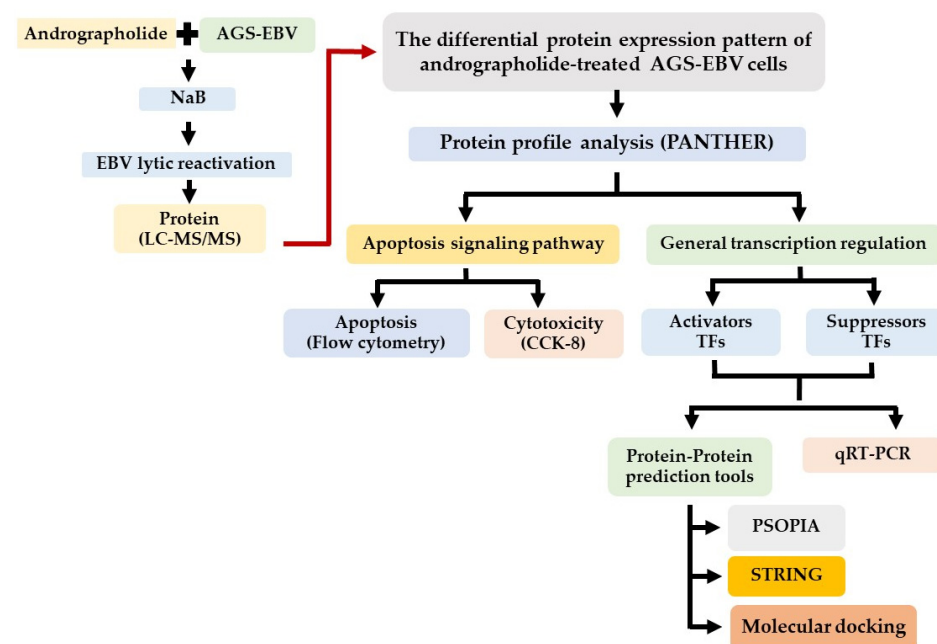 Andrographolide
AGS-EBV
NaB
EBV lytic reactivation
Protein
(LC-MS/MS)
The differential protein expression pattern of
andrographolide-treated AGS-EBV cells
Protein profile analysis (PANTHER)
Apoptosis signaling pathway
General transcription regulation
Apoptosis
(Flow cytometry)
Cytotoxicity
(CCK-8)
Activators
TFs
Suppressors
TFs
Protein-Protein
prediction tools
qRT-PCR
PSOPIA
STRING
Molecular docking